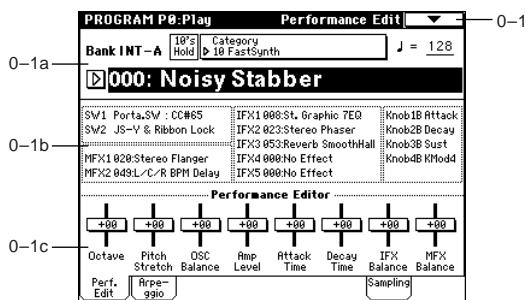 PROGRAM P0:Play Performance Edit
0–1
10's Hold
Category
Bank INT-A
▷ 10 FastSynth
♩ = 128
0–1a
000: Noisy Stabber
SW1 Porta.SW : CC#65
SW2 JS-Y & Ribbon Lock
0–1b
MFX1 020:Stereo Flanger
MFX2 049:L/C/R BPM Delay
IFX1 008:St. Graphic 7EQ
IFX2 023:Stereo Phaser
IFX3 053:Reverb SmoothHall
IFX4 000:No Effect
IFX5 000:No Effect
Knob1B Attack
Knob2B Decay
Knob3B Sust
Knob4B KMod4
Performance Editor
+00 +00 +00 +00 +00 +00 +00 +00
0–1c
Octave Pitch Stretch OSC Balance Amp Level Attack Time Decay Time IFX Balance MFX Balance
Perf. Edit Arpe-ggio Sampling